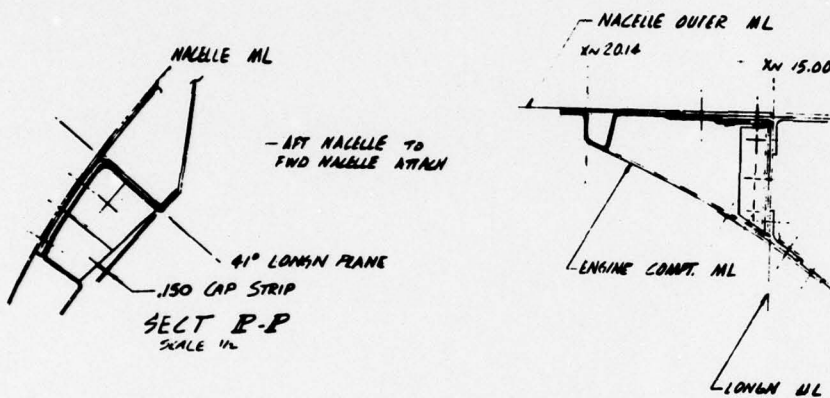 NACELLE ML
- AFT NACELLE TO
FWD NACELLE ATTACH
41° LONGN PLANE
.150 CAP STRIP
SECT P-P
SCALE 1/2
NACELLE OUTER ML
XN 20.14
XN 15.00
ENGINE COMPT. ML
LONGN ML